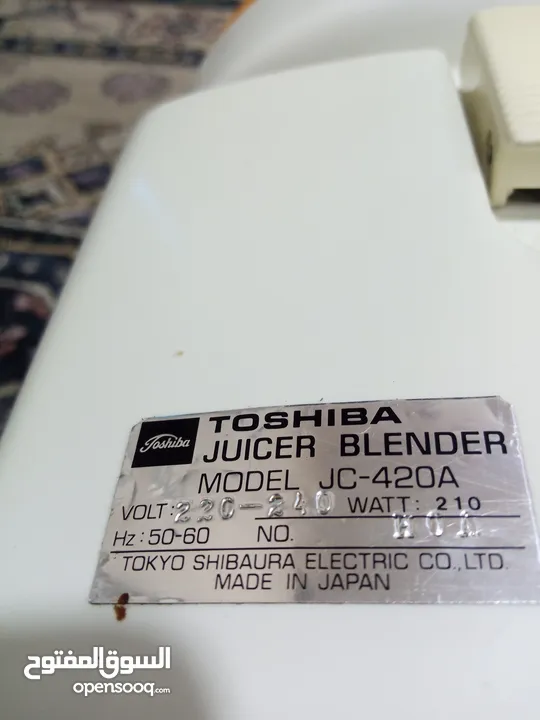 Toshiba
TOSHIBA
JUICER BLENDER
MODEL JC-420A
VOLT: 220-240 WATT: 210
Hz: 50-60 NO. HOA
TOKYO SHIBAURA ELECTRIC CO.,LTD.
MADE IN JAPAN
السوق المفتوح
opensooq.com